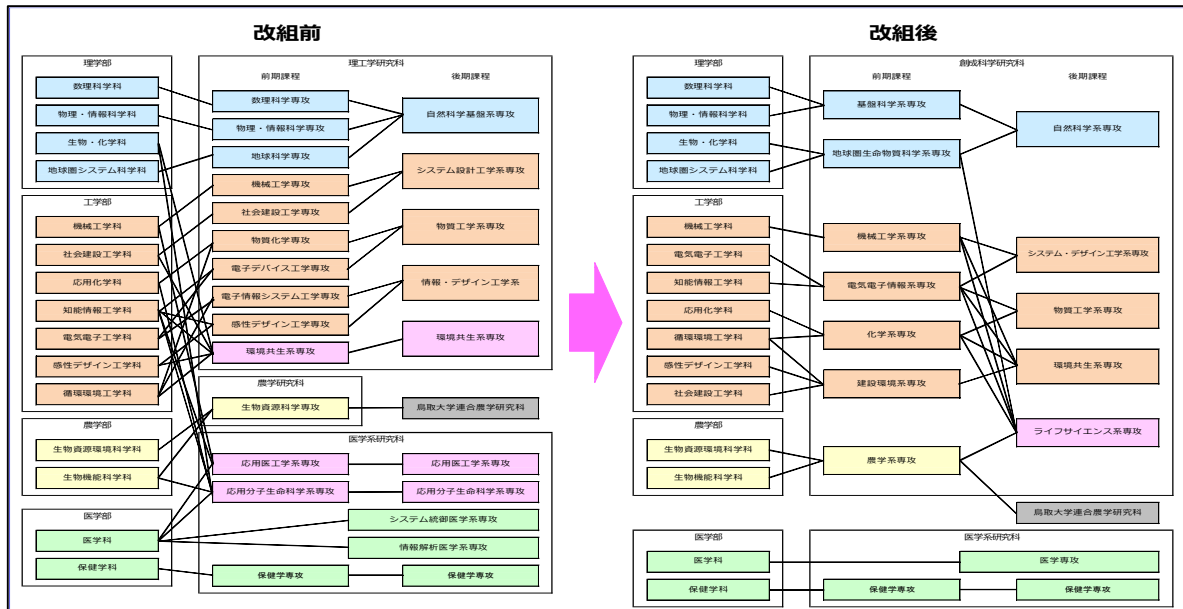 改組前
理学部
数理科学科
物理・情報科学科
生物・化学科
地球圏システム科学科
工学部
機械工学科
社会建設工学科
応用化学科
知能情報工学科
電気電子工学科
感性デザイン工学科
循環環境工学科
農学部
生物資源環境科学科
生物機能科学科
医学部
医学科
保健学科
理工学研究科
前期課程
後期課程
数理科学専攻
物理・情報科学専攻
地球科学専攻
機械工学専攻
社会建設工学専攻
物質化学専攻
電子デバイス工学専攻
電子情報システム工学専攻
感性デザイン工学専攻
環境共生系専攻
自然科学基盤系専攻
システム設計工学系専攻
物質工学系専攻
情報・デザイン工学系
環境共生系専攻
農学研究科
生物資源科学専攻
鳥取大学連合農学研究科
医学系研究科
応用医工学系専攻
応用医工学系専攻
応用分子生命科学系専攻
応用分子生命科学系専攻
システム統御医学系専攻
情報解析医学系専攻
保健学専攻
保健学専攻
改組後
理学部
数理科学科
物理・情報科学科
生物・化学科
地球圏システム科学科
工学部
機械工学科
電気電子工学科
知能情報工学科
応用化学科
循環環境工学科
感性デザイン工学科
社会建設工学科
農学部
生物資源環境科学科
生物機能科学科
医学部
医学科
保健学科
創成科学研究科
前期課程
後期課程
基盤科学系専攻
地球圏生命物質科学系専攻
機械工学系専攻
電気電子情報系専攻
化学系専攻
建設環境系専攻
農学系専攻
自然科学系専攻
システム・デザイン工学系専攻
物質工学系専攻
環境共生系専攻
ライフサイエンス系専攻
鳥取大学連合農学研究科
医学系研究科
医学専攻
保健学専攻
保健学専攻